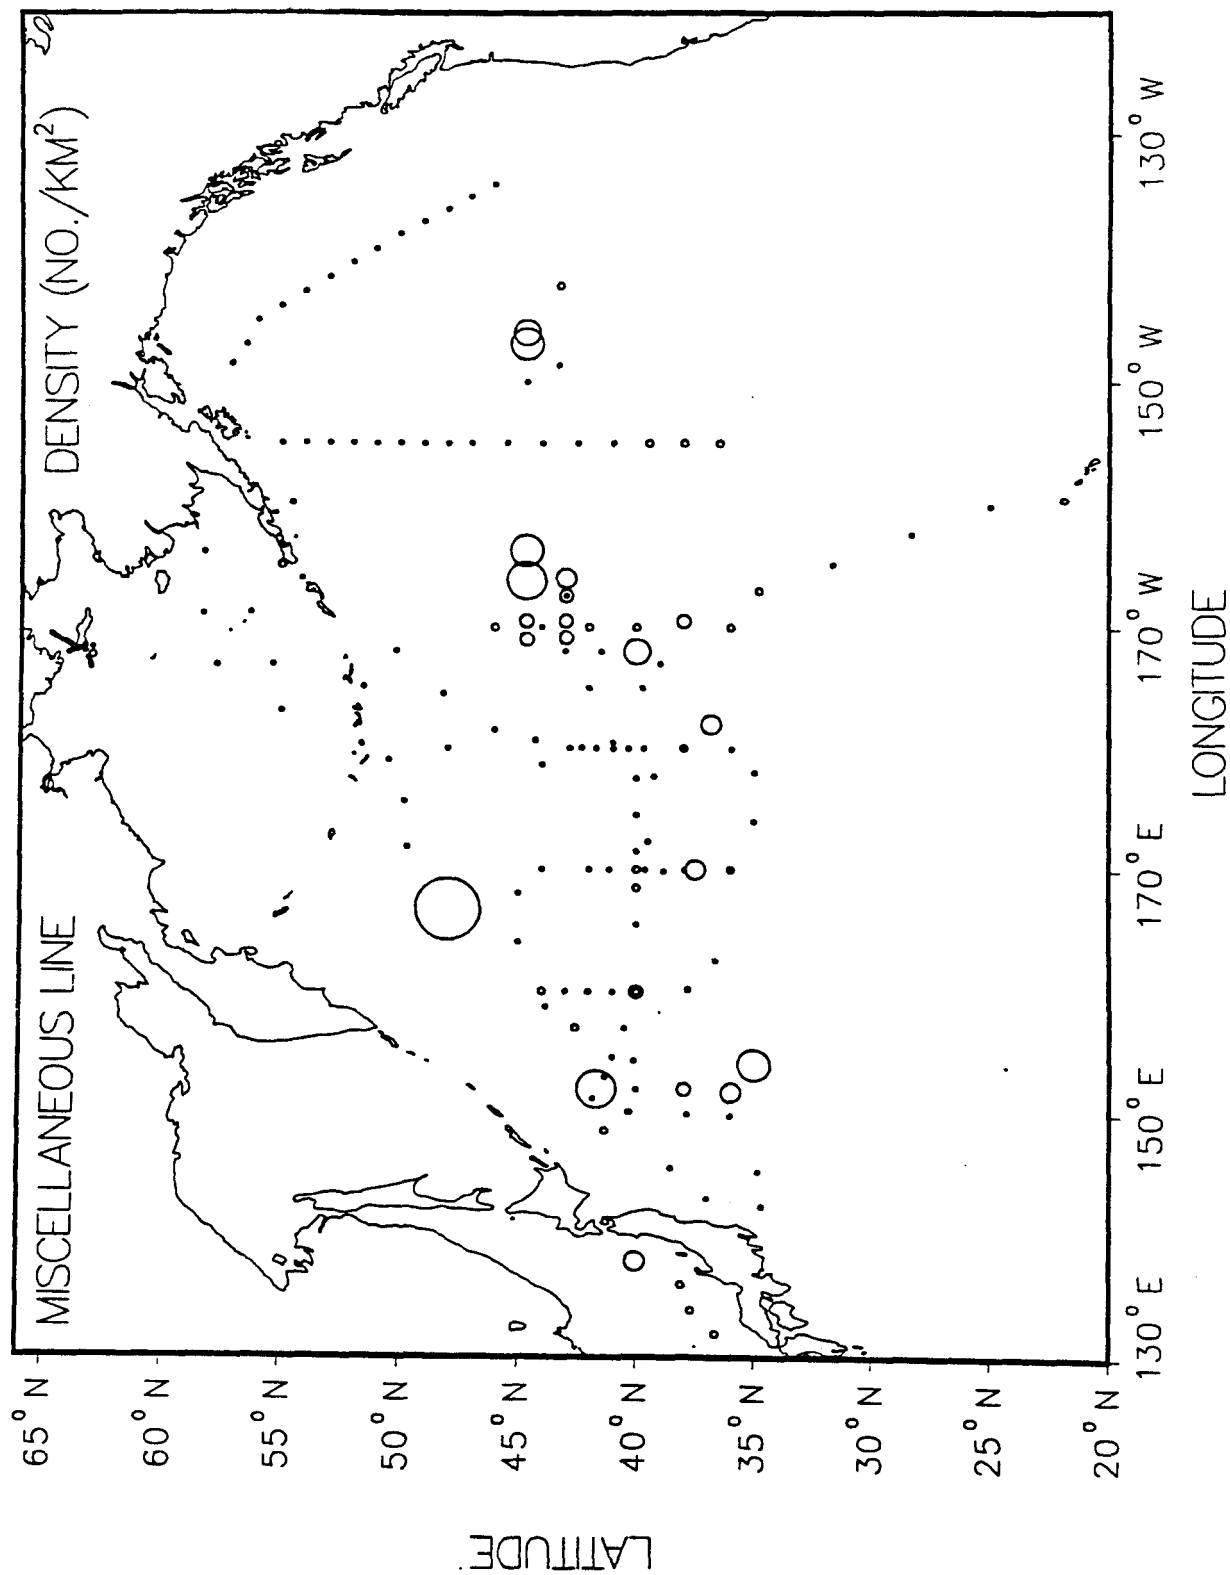 MISCELLANEOUS LINE DENSITY (NO./KM²)
65° N
60° N
55° N
50° N
45° N
40° N
35° N
30° N
25° N
20° N
LATITUDE
130° E
150° E
170° E
170° W
150° W
130° W
LONGITUDE